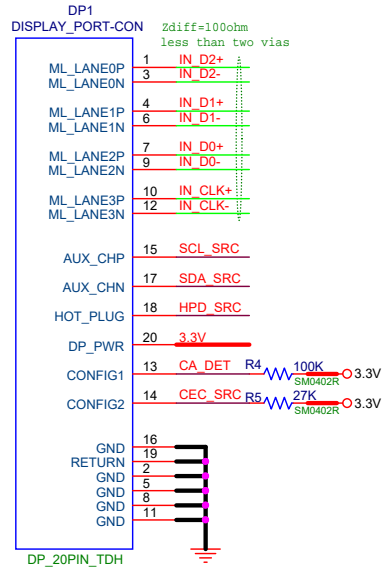 DP1
DISPLAY_PORT-CON
Zdiff=100ohm
less than two vias
ML_LANE0P 1 IN_D2+
ML_LANE0N 3 IN_D2-
ML_LANE1P 4 IN_D1+
ML_LANE1N 6 IN_D1-
ML_LANE2P 7 IN_D0+
ML_LANE2N 9 IN_D0-
ML_LANE3P 10 IN_CLK+
ML_LANE3N 12 IN_CLK-
AUX_CHP 15 SCL_SRC
AUX_CHN 17 SDA_SRC
HOT_PLUG 18 HPD_SRC
DP_PWR 20 3.3V
CONFIG1 13 CA_DET R4 100K 3.3V
SM0402R
CONFIG2 14 CEC_SRC R5 27K 3.3V
SM0402R
GND 16
RETURN 19
GND 2
GND 5
GND 8
GND 11
DP_20PIN_TDH